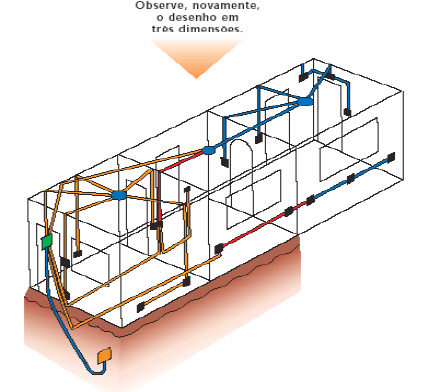 Observe, novamente,
o desenho em
três dimensões.